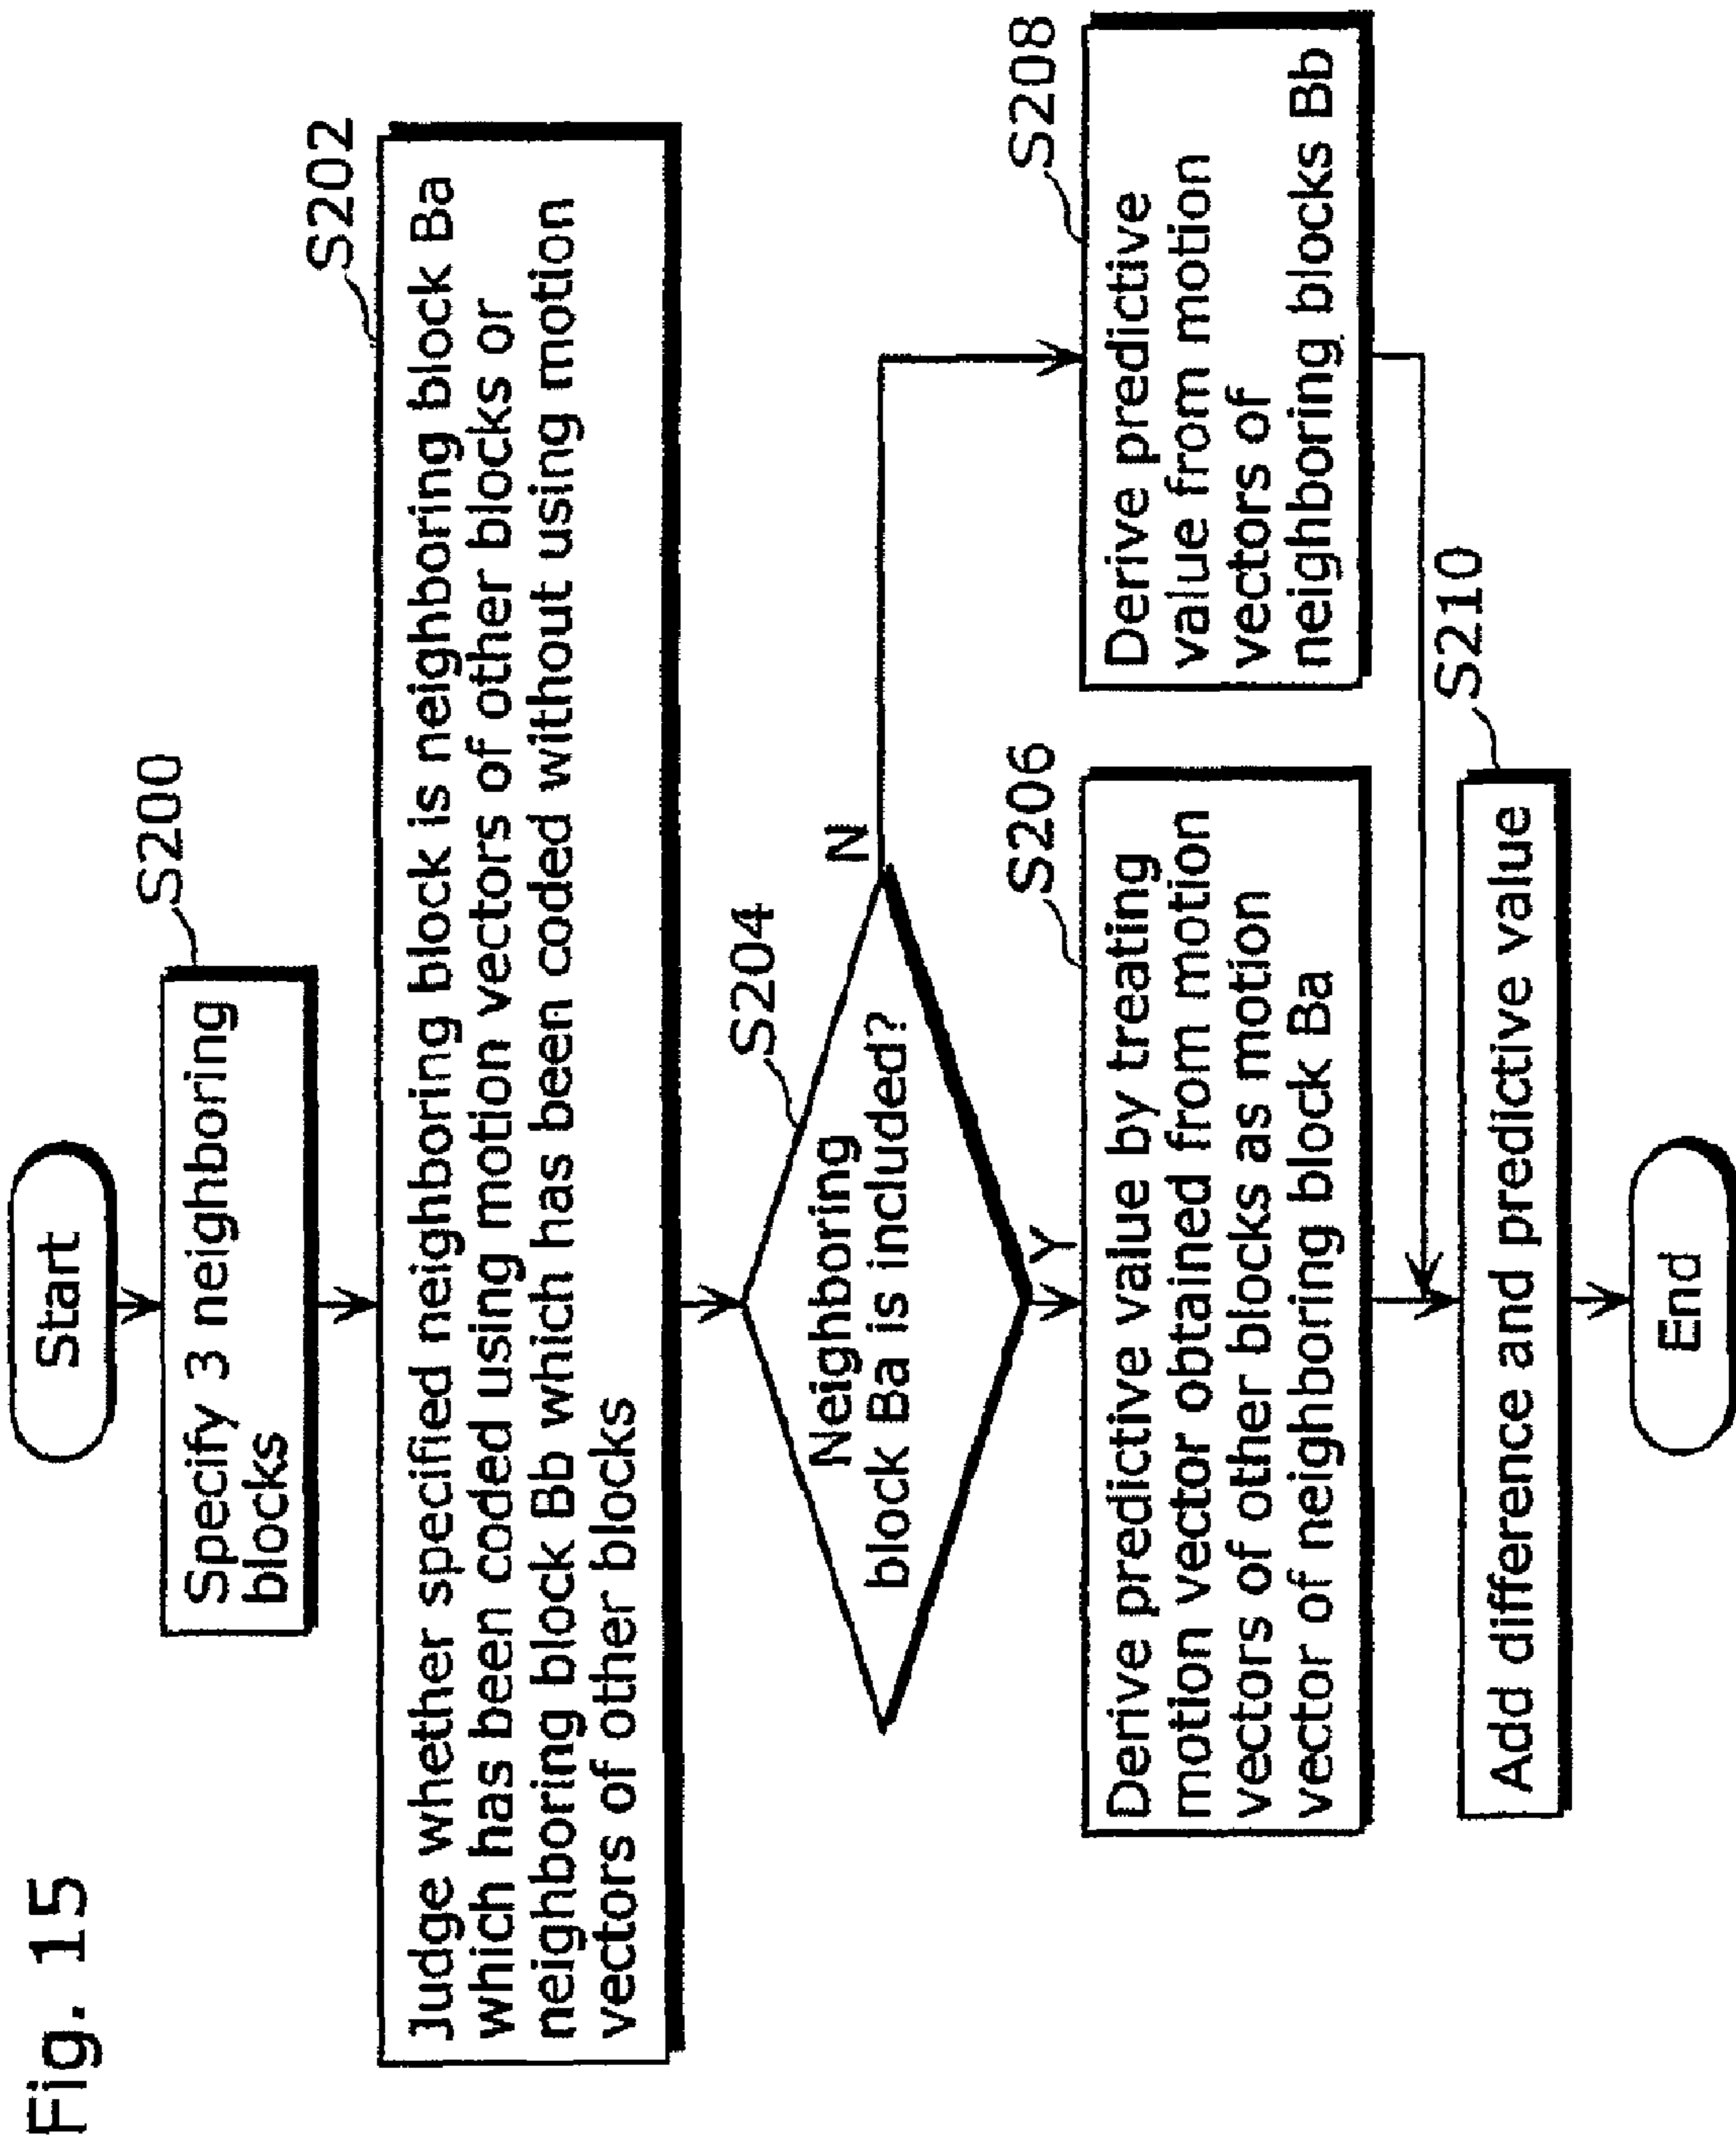 Fig. 15
Start
S200
Specify 3 neighboring
blocks
S202
Judge whether specified neighboring block is neighboring block Ba
which has been coded using motion vectors of other blocks or
neighboring block Bb which has been coded without using motion
vectors of other blocks
S204
Neighboring
block Ba is included?
N
Y
S206
Derive predictive value by treating
motion vector obtained from motion
vectors of other blocks as motion
vector of neighboring block Ba
S208
Derive predictive
value from motion
vectors of
neighboring blocks Bb
S210
Add difference and predictive value
End